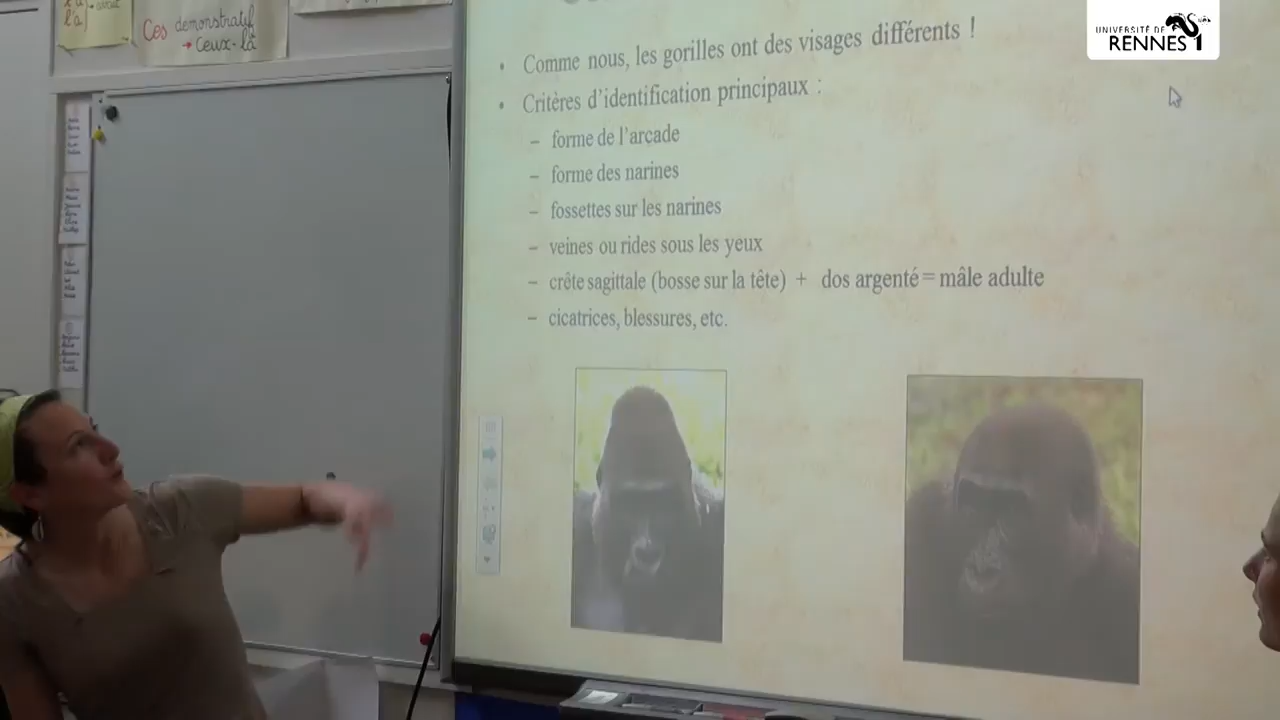 l'a
Ces demonstratif
→ Ceux-là
UNIVERSITÉ DE
RENNES 1
• Comme nous, les gorilles ont des visages différents !
• Critères d'identification principaux :
– forme de l'arcade
– forme des narines
– fossettes sur les narines
– veines ou rides sous les yeux
– crête sagittale (bosse sur la tête) + dos argenté = mâle adulte
– cicatrices, blessures, etc.